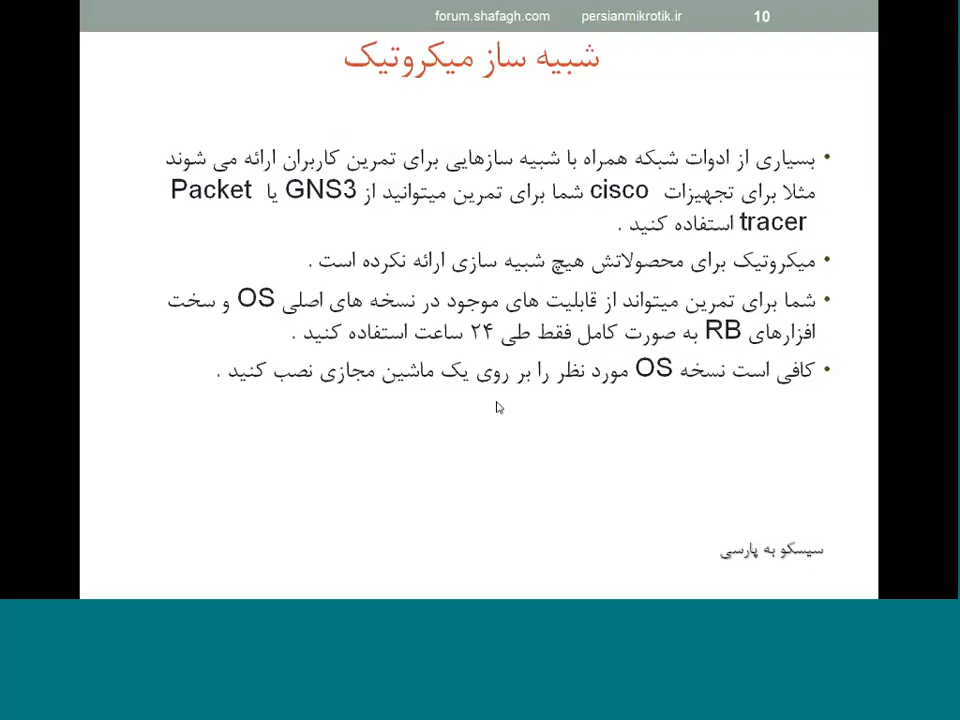 forum.shafagh.com persianmikrotik.ir 10
شبیه ساز میکروتیک
• بسیاری از ادوات شبکه همراه با شبیه سازهایی برای تمرین کاربران ارائه می شوند
مثلا برای تجهیزات cisco شما برای تمرین میتوانید از GNS3 یا Packet
tracer استفاده کنید .
• میکروتیک برای محصولاتش هیچ شبیه سازی ارائه نکرده است .
• شما برای تمرین میتواند از قابلیت های موجود در نسخه های اصلی OS و سخت
افزارهای RB به صورت کامل فقط طی ۲۴ ساعت استفاده کنید .
• کافی است نسخه OS مورد نظر را بر روی یک ماشین مجازی نصب کنید .
سیسکو به پارسی